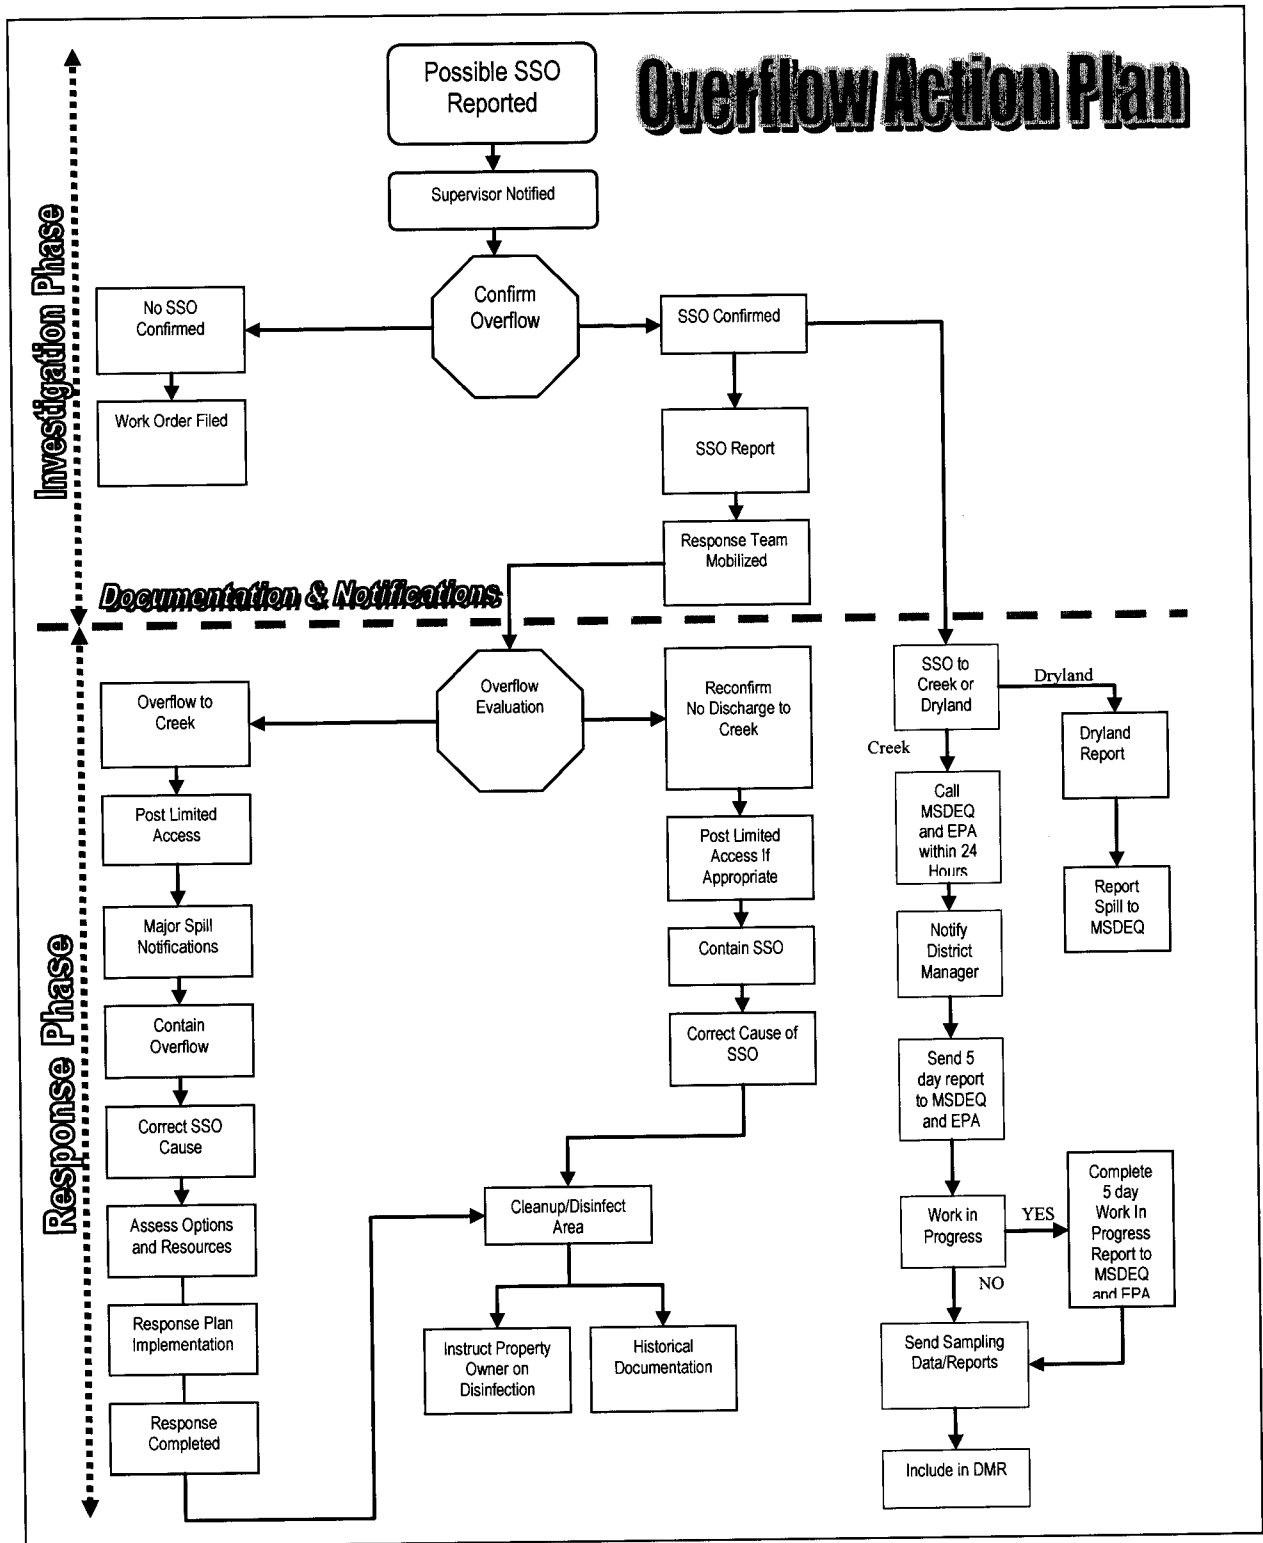 Overflow Action Plan
Possible SSO
Reported
Supervisor Notified
Investigation Phase
Confirm
Overflow
No SSO
Confirmed
Work Order Filed
SSO Confirmed
SSO Report
Response Team
Mobilized
Documentation & Notifications
Response Phase
Overflow
Evaluation
Overflow to
Creek
Post Limited
Access
Major Spill
Notifications
Contain
Overflow
Correct SSO
Cause
Assess Options
and Resources
Response Plan
Implementation
Response
Completed
Reconfirm
No Discharge to
Creek
Post Limited
Access If
Appropriate
Contain SSO
Correct Cause of
SSO
Cleanup/Disinfect
Area
Instruct Property
Owner on
Disinfection
Historical
Documentation
SSO to
Creek or
Dryland
Dryland
Dryland
Report
Report
Spill to
MSDEQ
Creek
Call
MSDEQ
and EPA
within 24
Hours
Notify
District
Manager
Send 5
day report
to MSDEQ
and EPA
Work in
Progress
YES
Complete
5 day
Work In
Progress
Report to
MSDEQ
and EPA
NO
Send Sampling
Data/Reports
Include in DMR